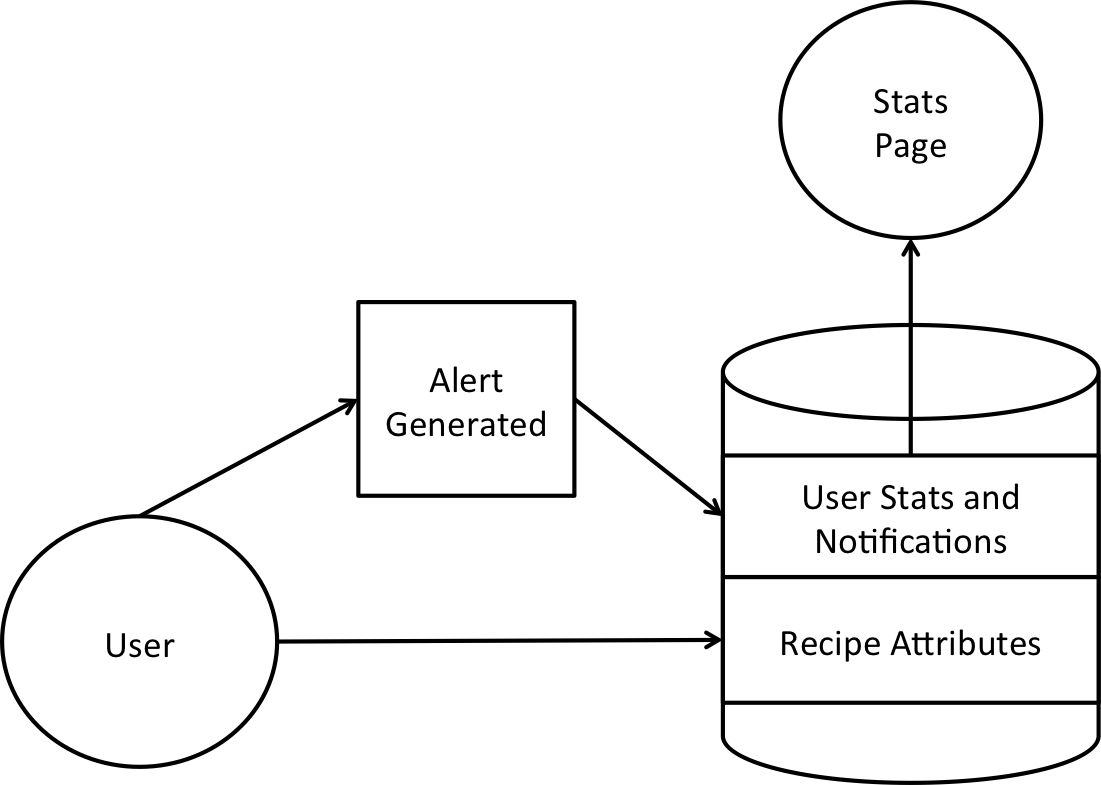 Stats
Page
Alert
Generated
User Stats and
Notifications
User
Recipe Attributes